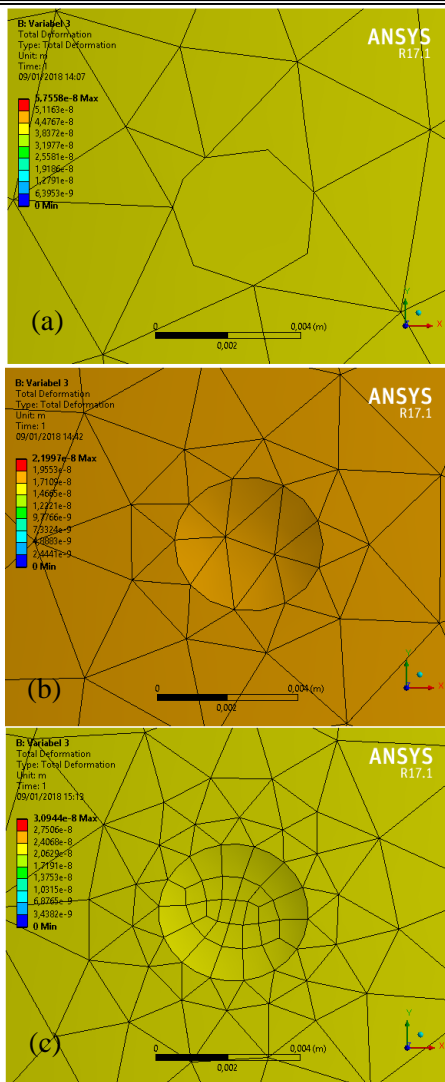 B: Variabel 3
Total Deformation
Type: Total Deformation
Unit: m
Time: 1
09/01/2018 14:07
ANSYS
R17.1
5,7558e-8 Max
5,1163e-8
4,4767e-8
3,8372e-8
3,1977e-8
2,5581e-8
1,9186e-8
1,2791e-8
6,3953e-9
0 Min
(a)
0
0,004 (m)
0,002
Y
X
B: Variabel 3
Total Deformation
Type: Total Deformation
Unit: m
Time: 1
09/01/2018 14:42
ANSYS
R17.1
2,1997e-8 Max
1,9553e-8
1,7109e-8
1,4665e-8
1,2221e-8
9,7766e-9
7,3324e-9
4,8883e-9
2,4441e-9
0 Min
(b)
0
0,004 (m)
0,002
Y
X
B: Variabel 3
Total Deformation
Type: Total Deformation
Unit: m
Time: 1
09/01/2018 15:13
ANSYS
R17.1
3,0944e-8 Max
2,7506e-8
2,4068e-8
2,0629e-8
1,7191e-8
1,3753e-8
1,0315e-8
6,8765e-9
3,4382e-9
0 Min
(c)
0
0,004 (m)
0,002
Y
X